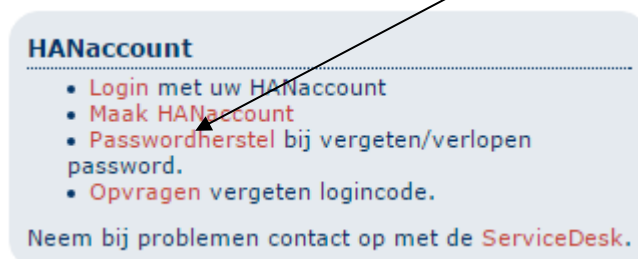 HANaccount
• Login met uw HANaccount
• Maak HANaccount
• Passwordherstel bij vergeten/verlopen
password.
• Opvragen vergeten logincode.
Neem bij problemen contact op met de ServiceDesk.